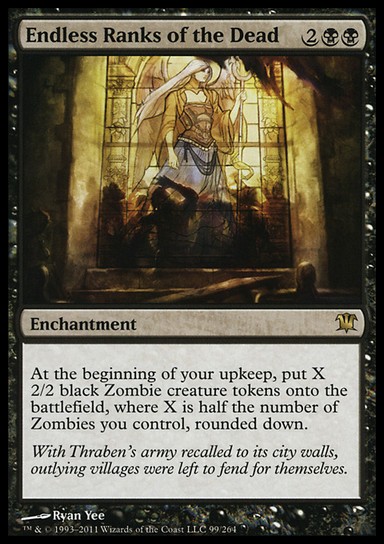 Endless Ranks of the Dead 2
Enchantment
At the beginning of your upkeep, put X
2/2 black Zombie creature tokens onto the
battlefield, where X is half the number of
Zombies you control, rounded down.
With Thraben's army recalled to its city walls,
outlying villages were left to fend for themselves.
Ryan Yee
™ & © 1993–2011 Wizards of the Coast LLC 99/264